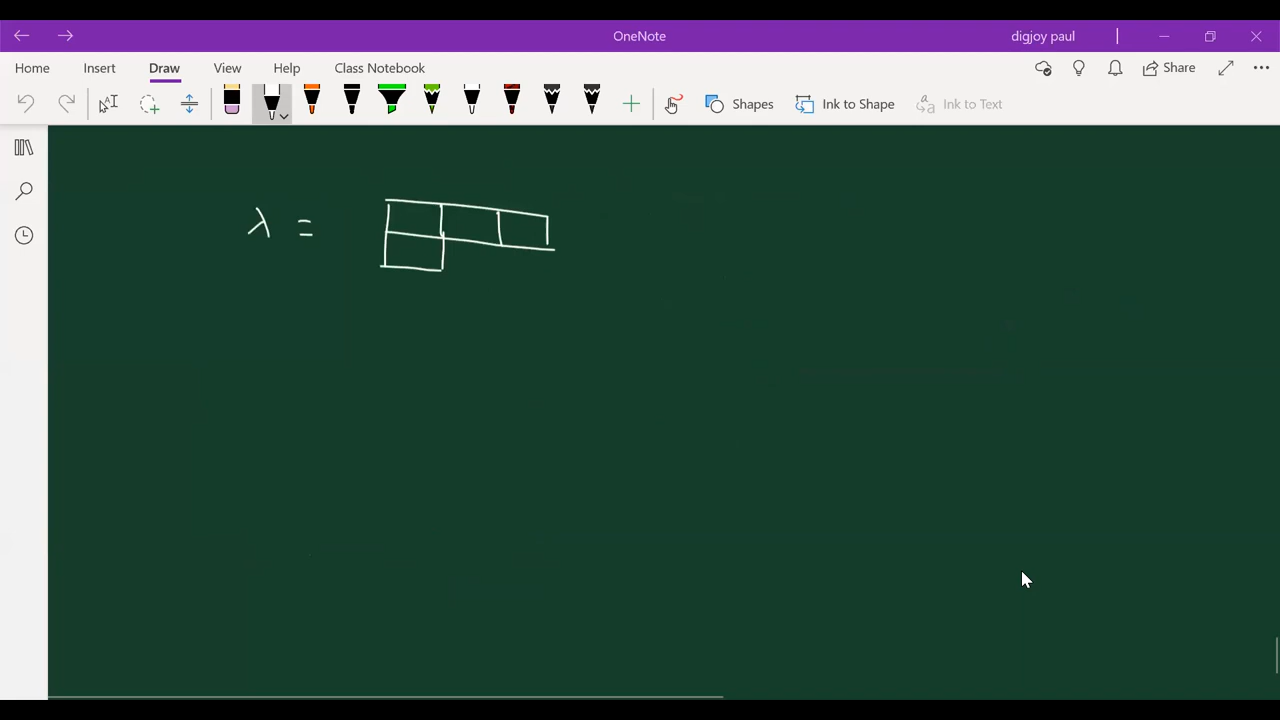 OneNote
digjoy paul
Home Insert Draw View Help Class Notebook Share
Shapes Ink to Shape Ink to Text
λ =